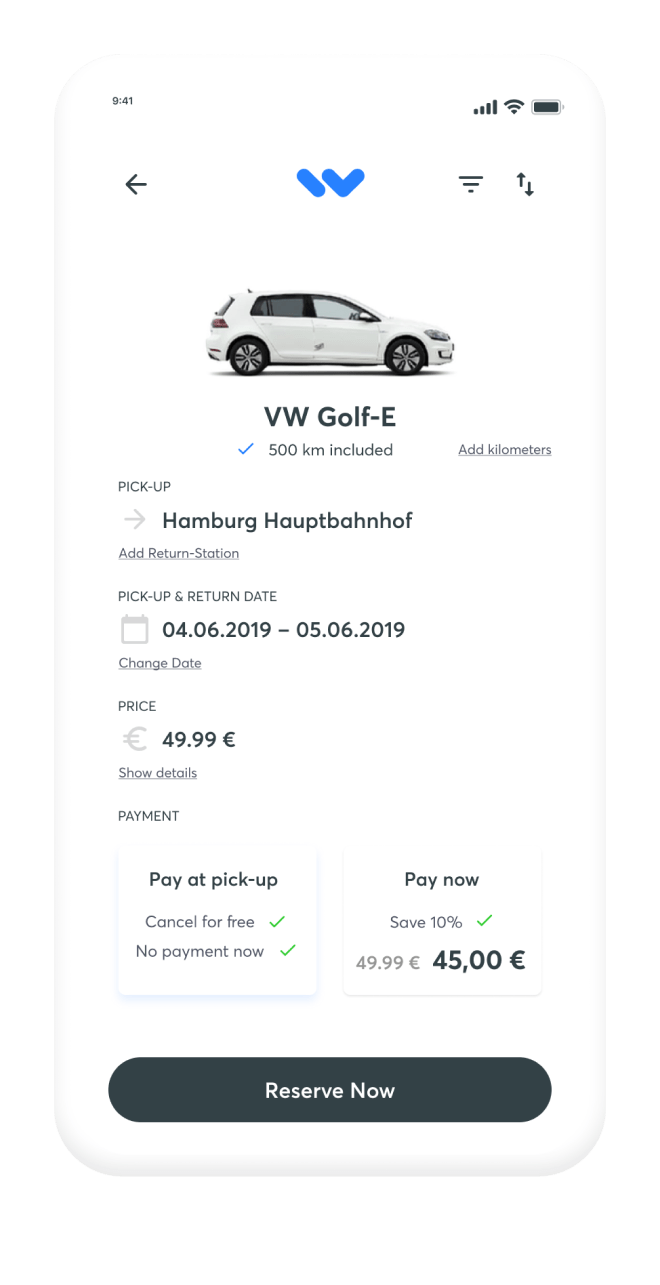 9:41
VW Golf-E
500 km included
Add kilometers
PICK-UP
Hamburg Hauptbahnhof
Add Return-Station
PICK-UP & RETURN DATE
04.06.2019 – 05.06.2019
Change Date
PRICE
€ 49.99 €
Show details
PAYMENT
Pay at pick-up
Cancel for free
No payment now
Pay now
Save 10%
49.99 € 45,00 €
Reserve Now